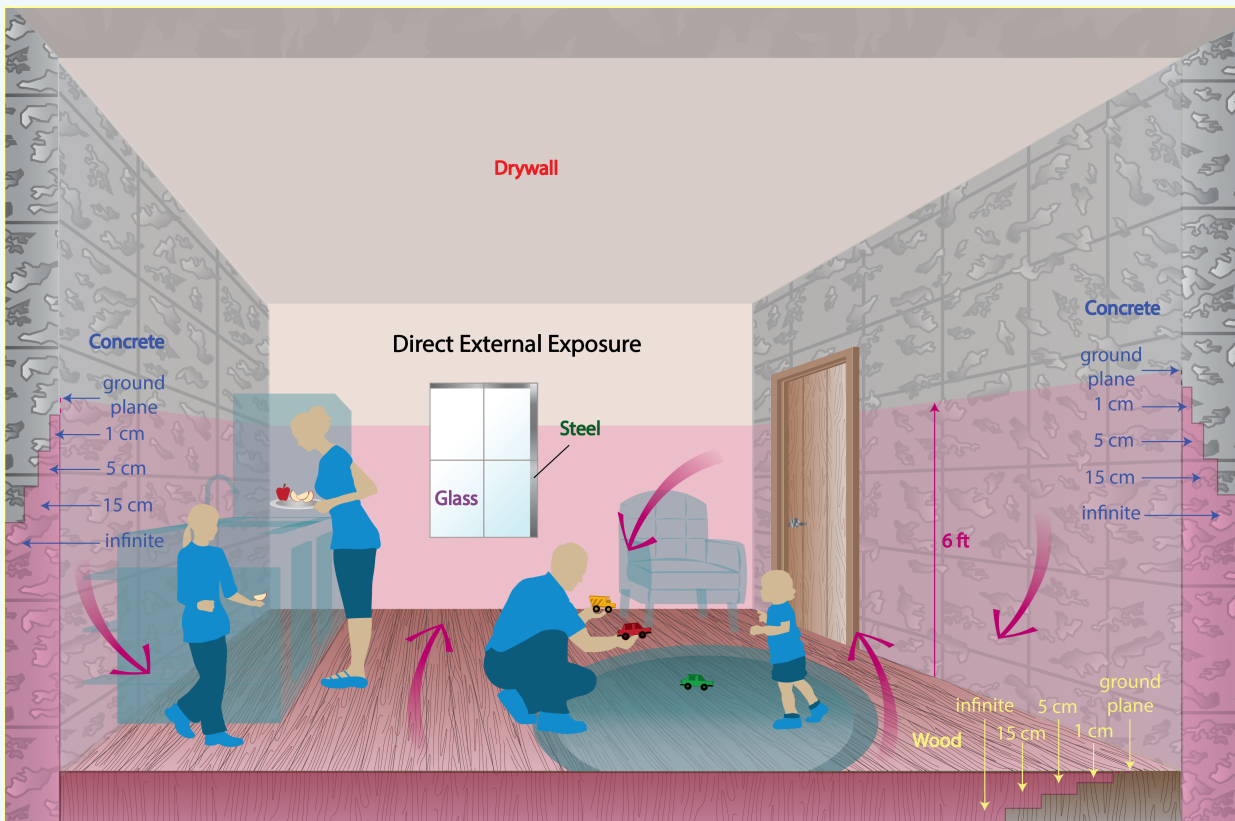 Drywall
Direct External Exposure
Steel
Glass
Concrete
ground
plane
1 cm
5 cm
15 cm
infinite
Concrete
ground
plane
1 cm
5 cm
15 cm
infinite
6 ft
Wood
infinite
15 cm
5 cm
1 cm
ground
plane